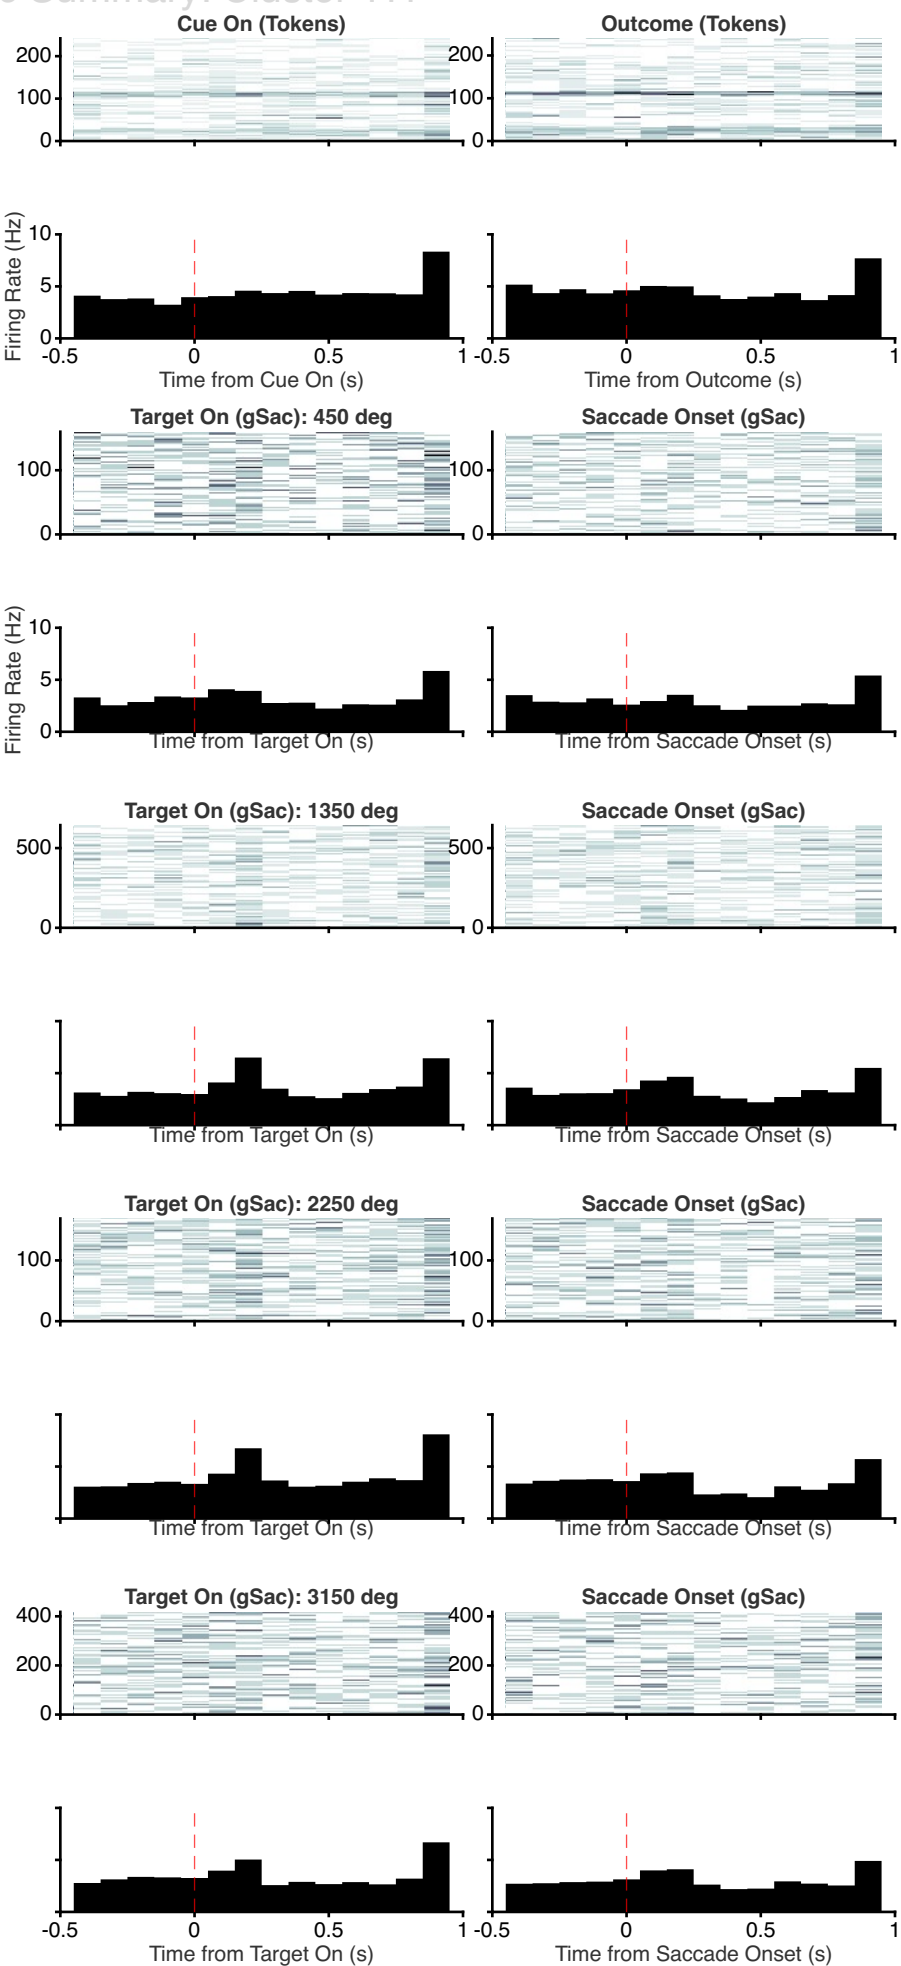 Summary: Cluster
Cue On (Tokens) Outcome (Tokens)
200 200
100 100
0 0
Firing Rate (Hz)
10
5
0
-0.5 0 0.5 1 -0.5 0 0.5 1
Time from Cue On (s) Time from Outcome (s)
Target On (gSac): 450 deg Saccade Onset (gSac)
100 100
0 0
Firing Rate (Hz)
10
5
0
Time from Target On (s) Time from Saccade Onset (s)
Target On (gSac): 1350 deg Saccade Onset (gSac)
500 500
0 0
Time from Target On (s) Time from Saccade Onset (s)
Target On (gSac): 2250 deg Saccade Onset (gSac)
100 100
0 0
Time from Target On (s) Time from Saccade Onset (s)
Target On (gSac): 3150 deg Saccade Onset (gSac)
400 400
200 200
0 0
-0.5 0 0.5 1 -0.5 0 0.5 1
Time from Target On (s) Time from Saccade Onset (s)